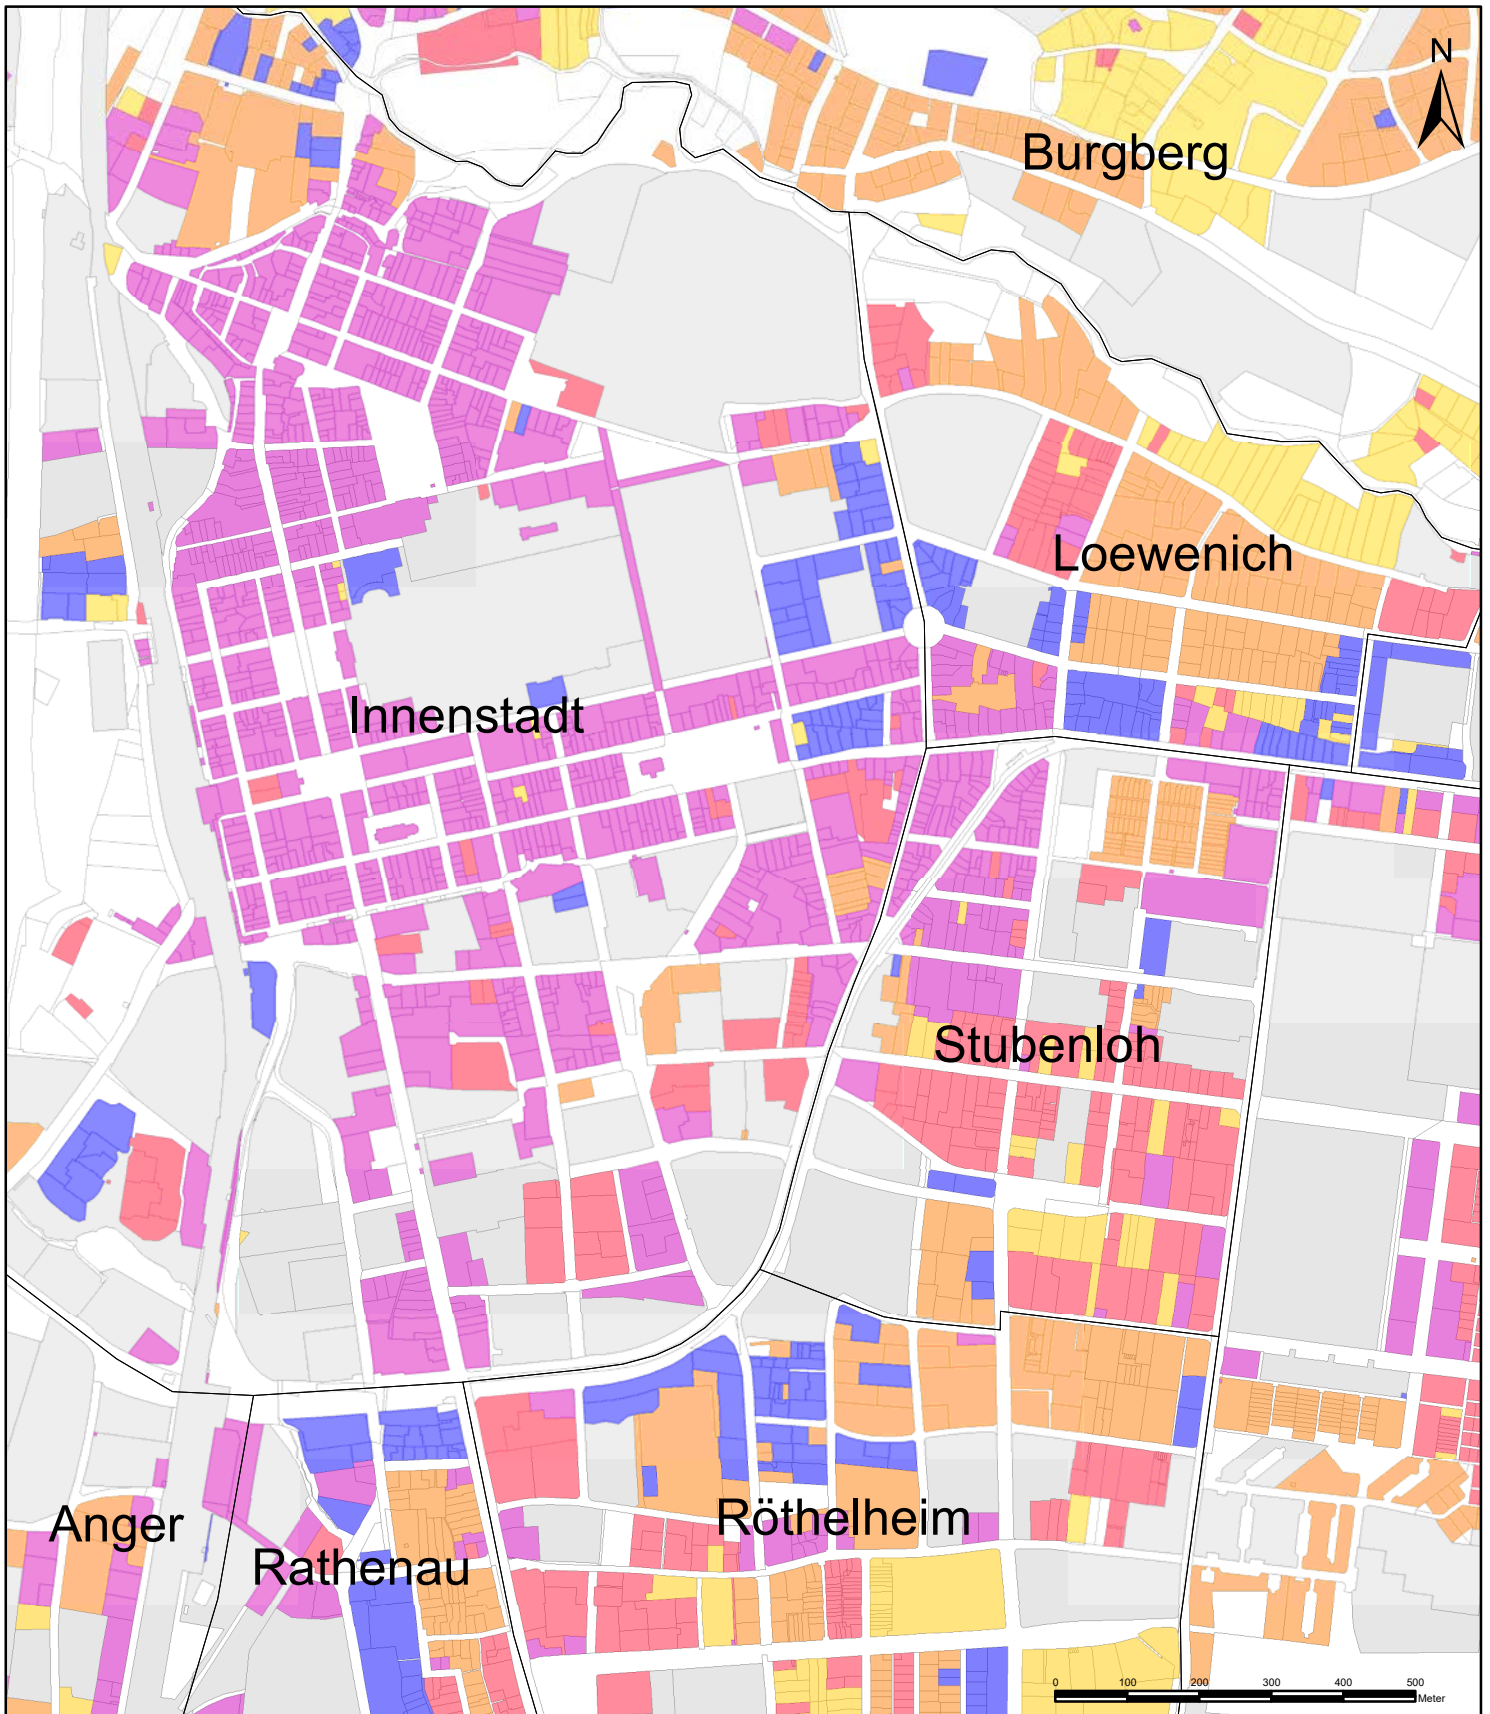 N
Burgberg
Loewenich
Innenstadt
Stubenloh
Röthelheim
Anger
Rathenau
0 100 200 300 400 500
Meter